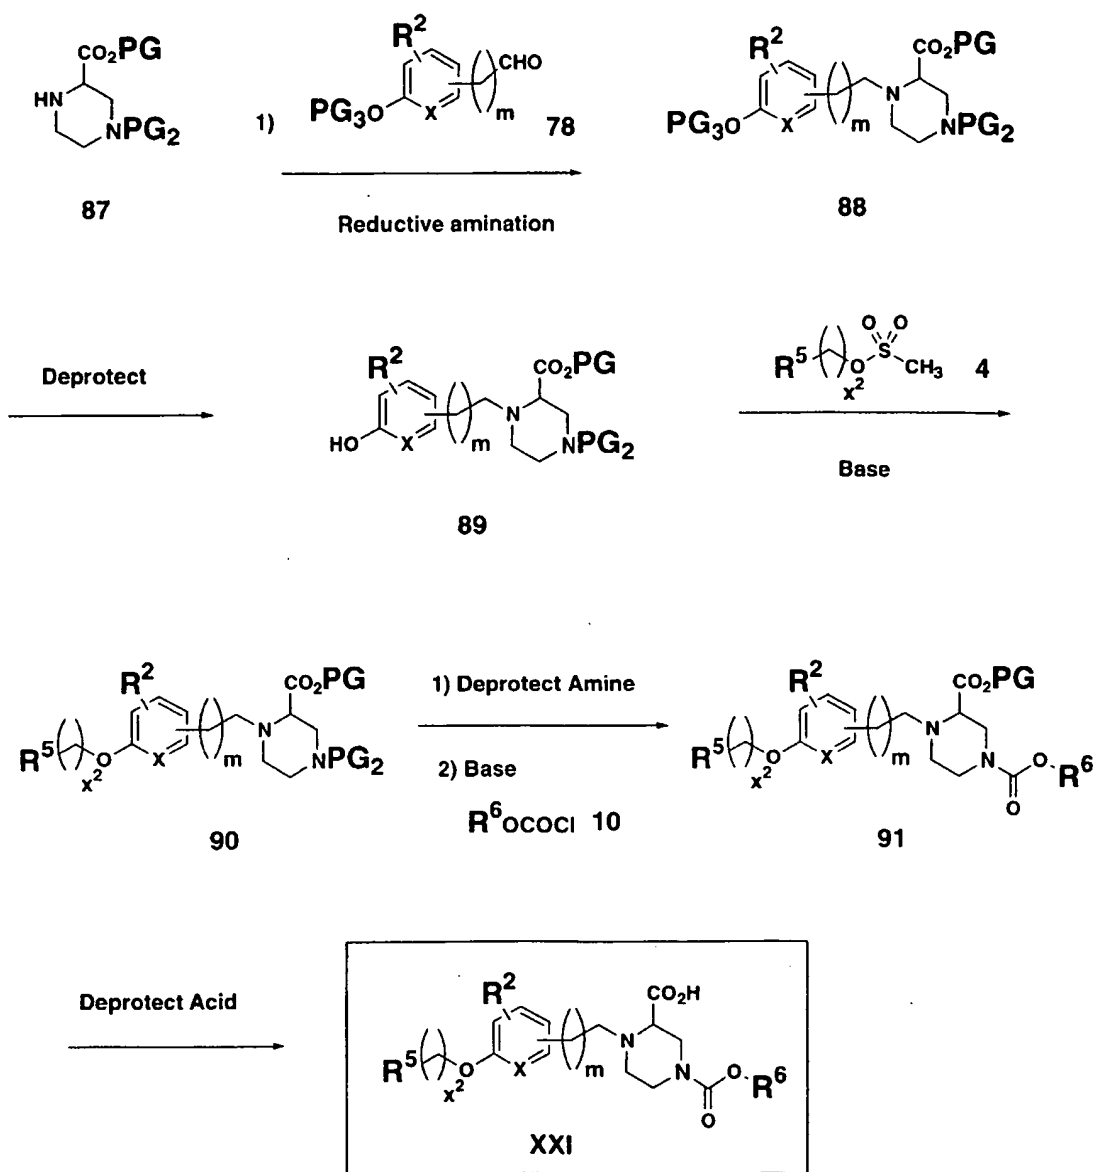 CO2PG
HN
NPG2
87
1)
R2
CHO
PG3O
X
m
78
Reductive amination
R2
CO2PG
PG3O
X
m
N
NPG2
88
Deprotect
R2
CO2PG
HO
X
m
N
NPG2
89
O O
R5
x2
O
S
CH3
4
Base
R2
CO2PG
R5
x2
O
X
m
N
NPG2
90
1) Deprotect Amine
2) Base
R6OCOCl 10
R2
CO2PG
R5
x2
O
X
m
N
N
O
R6
O
91
Deprotect Acid
R2
CO2H
R5
x2
O
X
m
N
N
O
R6
O
XXI